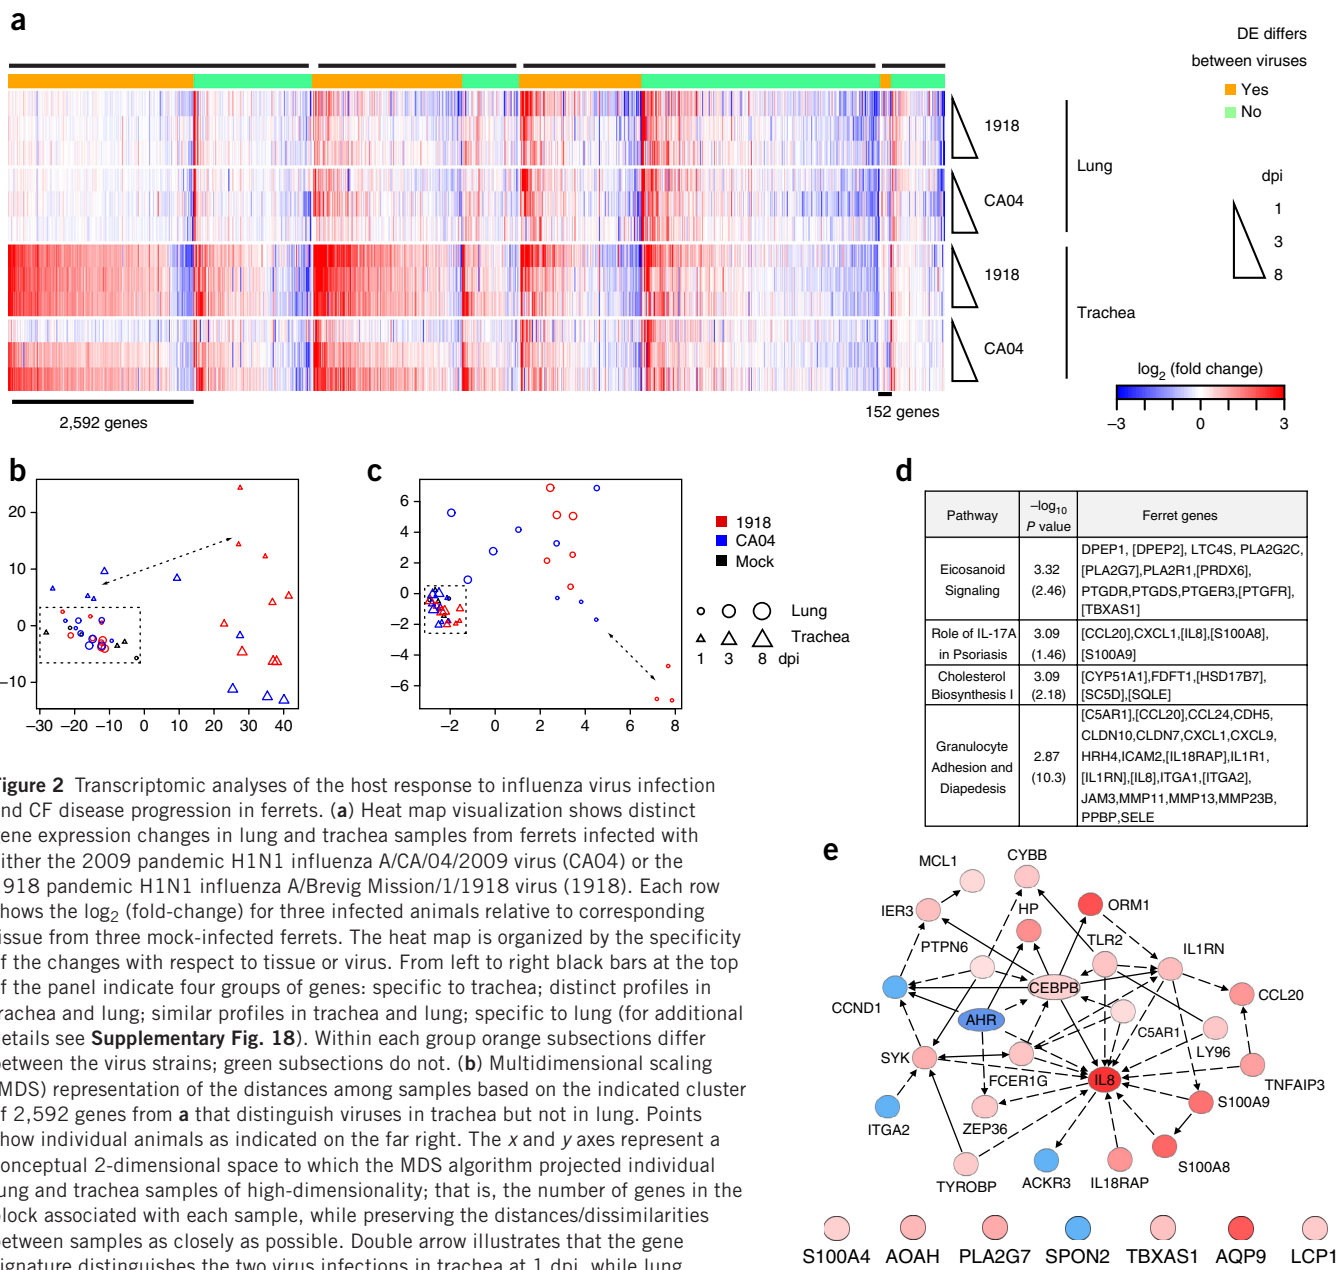 a
DE differs
between viruses
Yes
No
1918
CA04
1918
CA04
Lung
Trachea
dpi
1
3
8
log2 (fold change)
−3 0 3
2,592 genes
152 genes
b
20
10
0
−10
−30 −20 −10 0 10 20 30 40
c
6
4
2
0
−2
−4
−6
−2 0 2 4 6 8
1918
CA04
Mock
Lung
Trachea
1 3 8 dpi
d
Pathway
−log10
P value
Ferret genes
Eicosanoid
Signaling
3.32
(2.46)
DPEP1, [DPEP2], LTC4S, PLA2G2C,
[PLA2G7],PLA2R1,[PRDX6],
PTGDR,PTGDS,PTGER3,[PTGFR],
[TBXAS1]
Role of IL-17A
in Psoriasis
3.09
(1.46)
[CCL20],CXCL1,[IL8],[S100A8],
[S100A9]
Cholesterol
Biosynthesis I
3.09
(2.18)
[CYP51A1],FDFT1,[HSD17B7],
[SC5D],[SQLE]
Granulocyte
Adhesion and
Diapedesis
2.87
(10.3)
[C5AR1],[CCL20],CCL24,CDH5,
CLDN10,CLDN7,CXCL1,CXCL9,
HRH4,ICAM2,[IL18RAP],IL1R1,
[IL1RN],[IL8],ITGA1,[ITGA2],
JAM3,MMP11,MMP13,MMP23B,
PPBP,SELE
igure 2 Transcriptomic analyses of the host response to influenza virus infection
nd CF disease progression in ferrets. (a) Heat map visualization shows distinct
ene expression changes in lung and trachea samples from ferrets infected with
ither the 2009 pandemic H1N1 influenza A/CA/04/2009 virus (CA04) or the
918 pandemic H1N1 influenza A/Brevig Mission/1/1918 virus (1918). Each row
hows the log2 (fold-change) for three infected animals relative to corresponding
issue from three mock-infected ferrets. The heat map is organized by the specificity
f the changes with respect to tissue or virus. From left to right black bars at the top
f the panel indicate four groups of genes: specific to trachea; distinct profiles in
rachea and lung; similar profiles in trachea and lung; specific to lung (for additional
etails see Supplementary Fig. 18). Within each group orange subsections differ
between the virus strains; green subsections do not. (b) Multidimensional scaling
MDS) representation of the distances among samples based on the indicated cluster
f 2,592 genes from a that distinguish viruses in trachea but not in lung. Points
how individual animals as indicated on the far right. The x and y axes represent a
onceptual 2-dimensional space to which the MDS algorithm projected individual
ung and trachea samples of high-dimensionality; that is, the number of genes in the
lock associated with each sample, while preserving the distances/dissimilarities
between samples as closely as possible. Double arrow illustrates that the gene
ignature distinguishes the two virus infections in trachea at 1 dpi, while lung
e
MCL1
CYBB
IER3
HP
ORM1
PTPN6
TLR2
IL1RN
CCND1
CEBPB
CCL20
AHR
C5AR1
LY96
SYK
FCER1G
IL8
TNFAIP3
S100A9
ITGA2
ZEP36
S100A8
TYROBP
ACKR3
IL18RAP
S100A4 AOAH PLA2G7 SPON2 TBXAS1 AQP9 LCP1